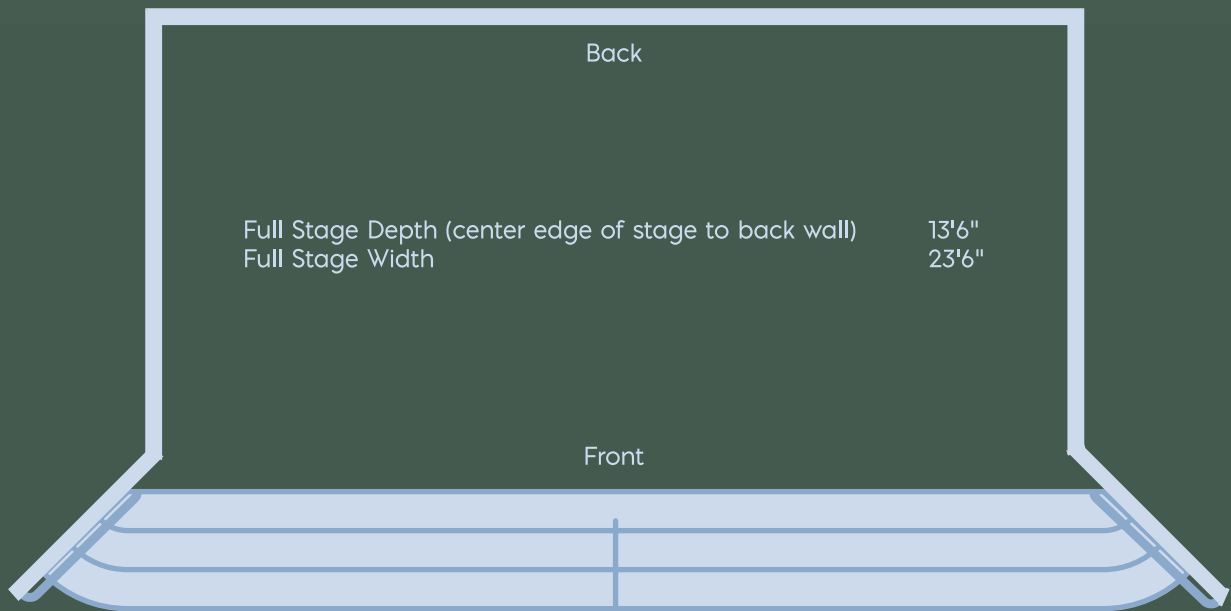 Back
Full Stage Depth (center edge of stage to back wall) 13'6"
Full Stage Width 23'6"
Front